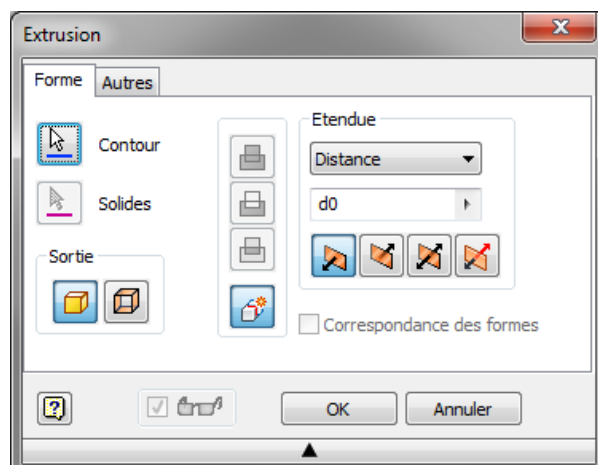 Extrusion
Forme
Autres
Contour
Solides
Sortie
Etendue
Distance
d0
Correspondance des formes
OK
Annuler